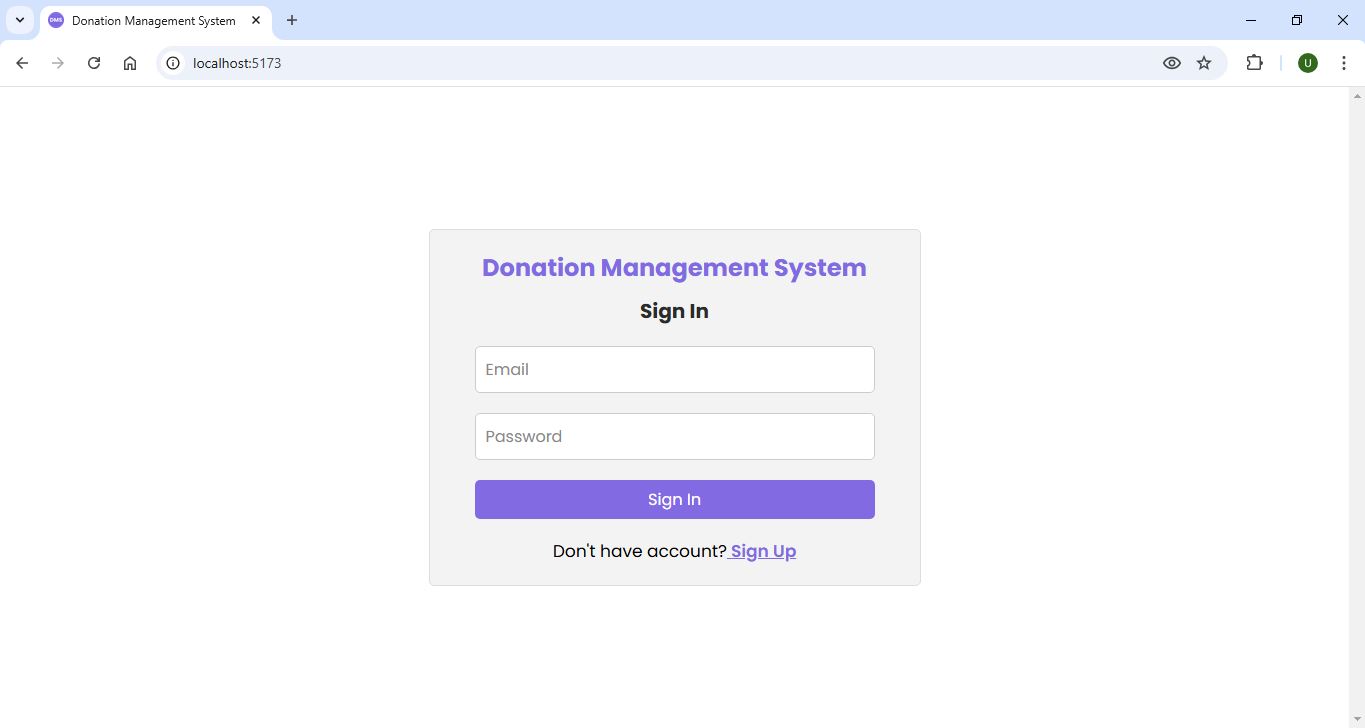 DMS Donation Management System
localhost:5173
U
Donation Management System
Sign In
Email
Password
Sign In
Don't have account? Sign Up